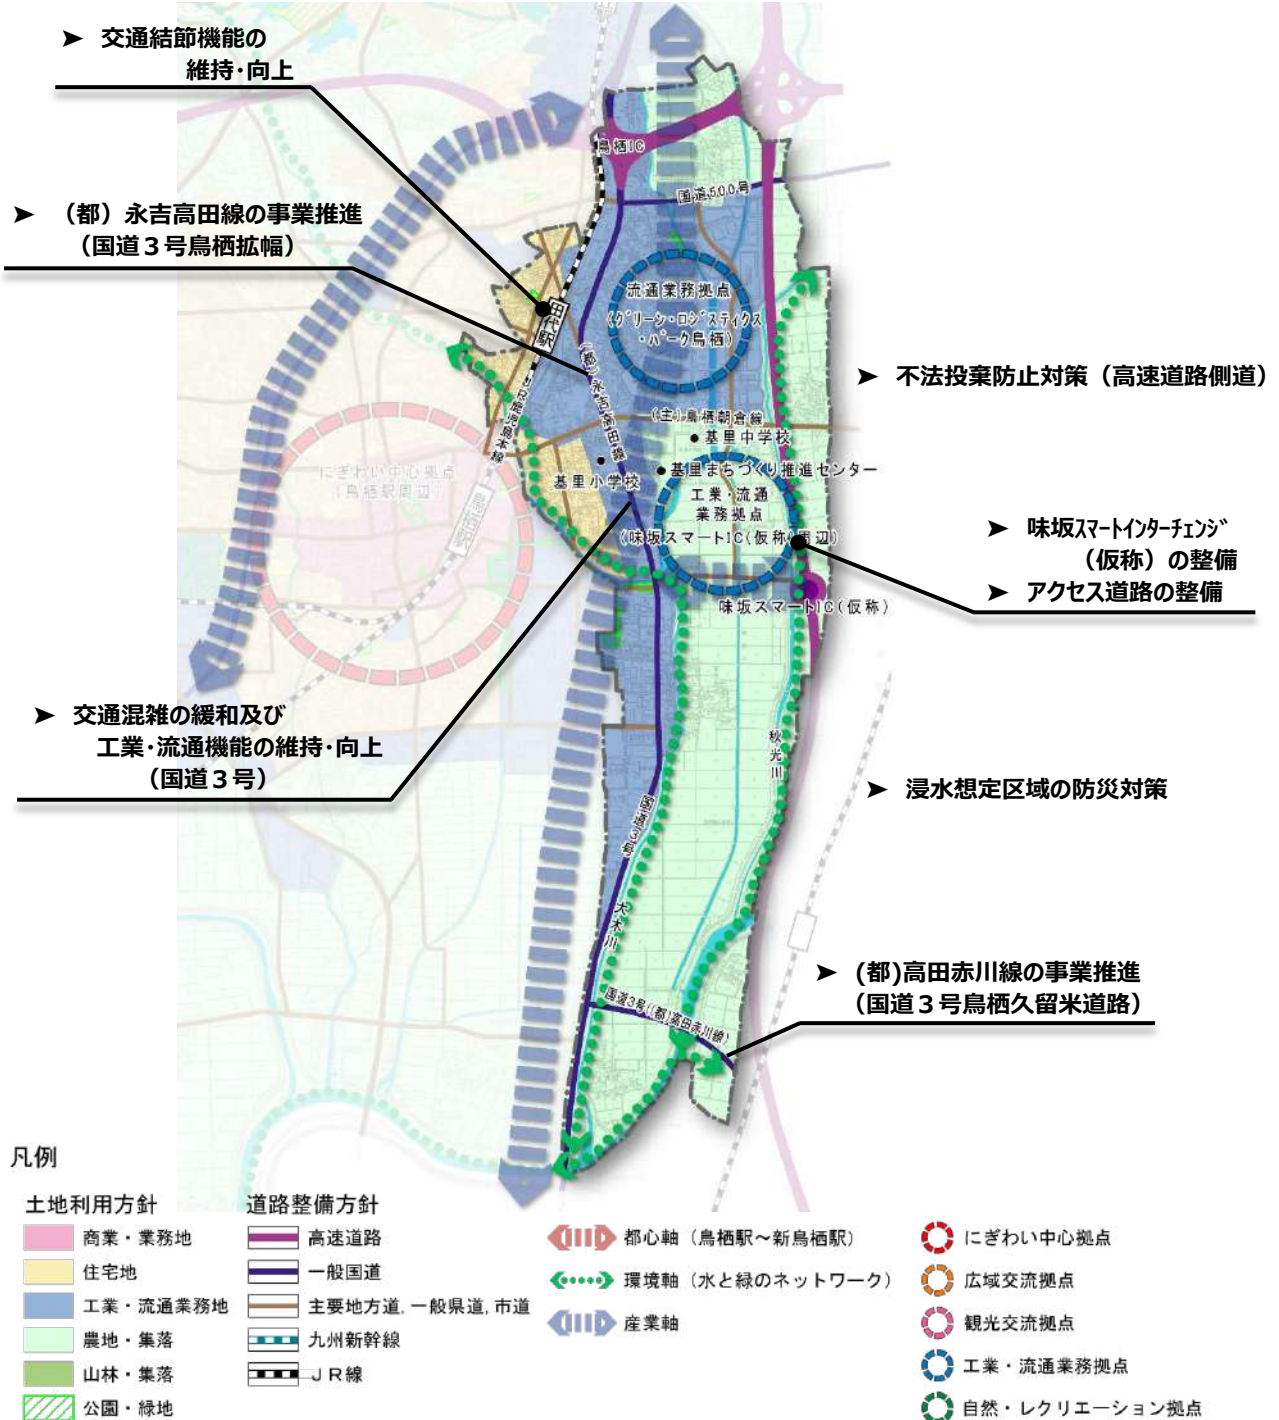 ➤ 交通結節機能の
維持･向上
➤ （都）永吉高田線の事業推進
（国道３号鳥栖拡幅）
鳥栖IC
国道500号
流通業務拠点
(グリーン・ロジスティクス
・パーク鳥栖)
田代駅
(都)永吉高田線
JR鹿児島本線
➤ 不法投棄防止対策（高速道路側道）
(主)鳥栖朝倉線
基里中学校
基里まちづくり推進センター
基里小学校
にぎわい中心拠点
(鳥栖駅周辺)
鳥栖駅
工業・流通
業務拠点
(味坂スマートIC(仮称)周辺)
➤ 味坂スマートインターチェンジ
（仮称）の整備
➤ アクセス道路の整備
味坂スマートIC(仮称)
➤ 交通混雑の緩和及び
工業･流通機能の維持･向上
（国道３号）
秋光川
➤ 浸水想定区域の防災対策
国道3号
大木川
➤ (都)高田赤川線の事業推進
（国道３号鳥栖久留米道路）
国道3号((都)高田赤川線)
凡例
土地利用方針
商業・業務地
住宅地
工業・流通業務地
農地・集落
山林・集落
公園・緑地
道路整備方針
高速道路
一般国道
主要地方道, 一般県道, 市道
九州新幹線
ＪＲ線
都心軸（鳥栖駅～新鳥栖駅）
環境軸（水と緑のネットワーク）
産業軸
にぎわい中心拠点
広域交流拠点
観光交流拠点
工業・流通業務拠点
自然・レクリエーション拠点